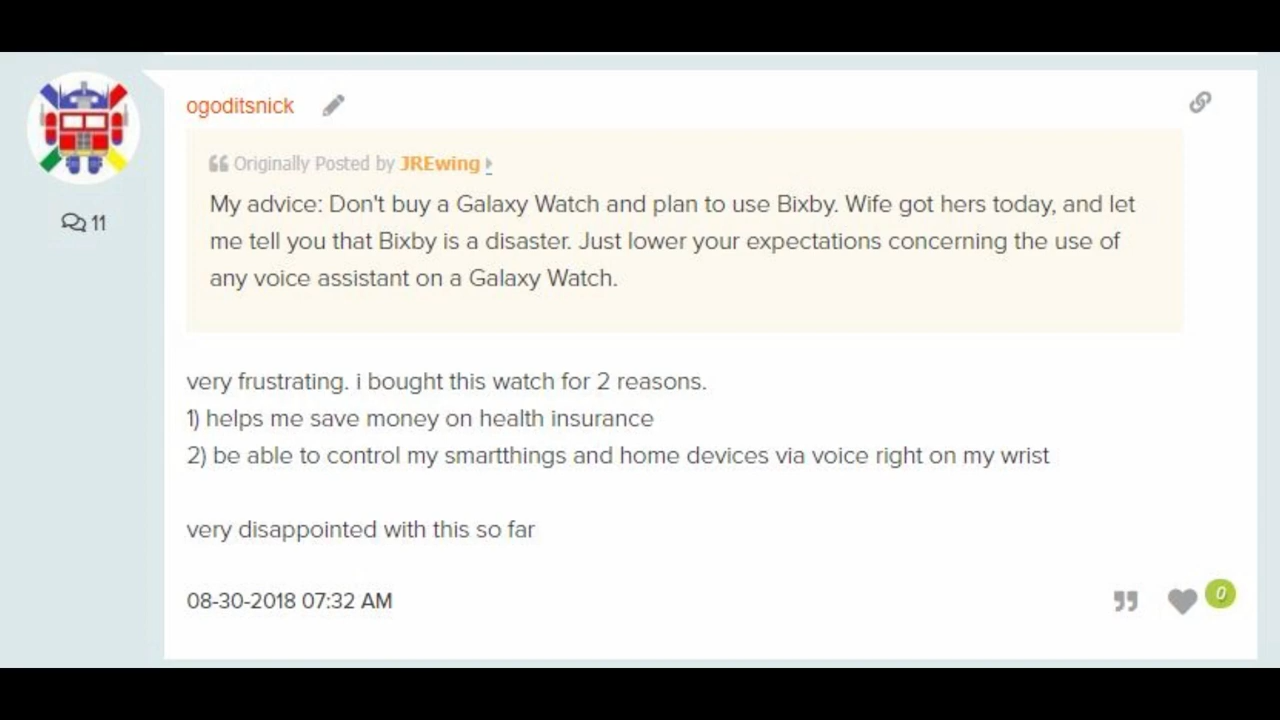 ogoditsnick
Originally Posted by JREwing
My advice: Don't buy a Galaxy Watch and plan to use Bixby. Wife got hers today, and let
me tell you that Bixby is a disaster. Just lower your expectations concerning the use of
any voice assistant on a Galaxy Watch.
11
very frustrating. i bought this watch for 2 reasons.
1) helps me save money on health insurance
2) be able to control my smartthings and home devices via voice right on my wrist
very disappointed with this so far
08-30-2018 07:32 AM
0